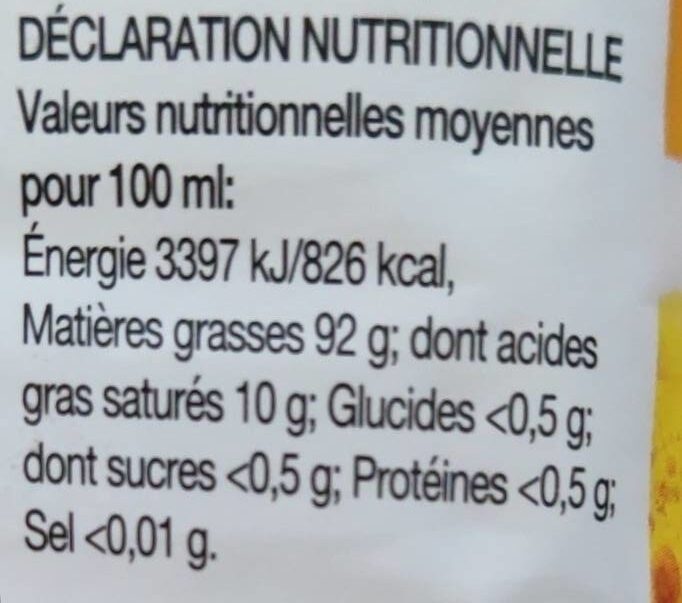 DÉCLARATION NUTRITIONNELLE
Valeurs nutritionnelles moyennes
pour 100 ml:
Énergie 3397 kJ/826 kcal,
Matières grasses 92 g; dont acides
gras saturés 10 g; Glucides <0,5 g;
dont sucres <0,5 g; Protéines <0,5 g;
Sel <0,01 g.